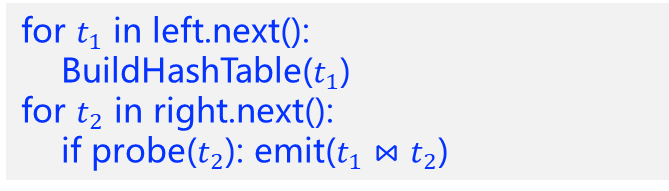 for t₁ in left.next():
BuildHashTable(t₁)
for t₂ in right.next():
if probe(t₂): emit(t₁ ⋈ t₂)